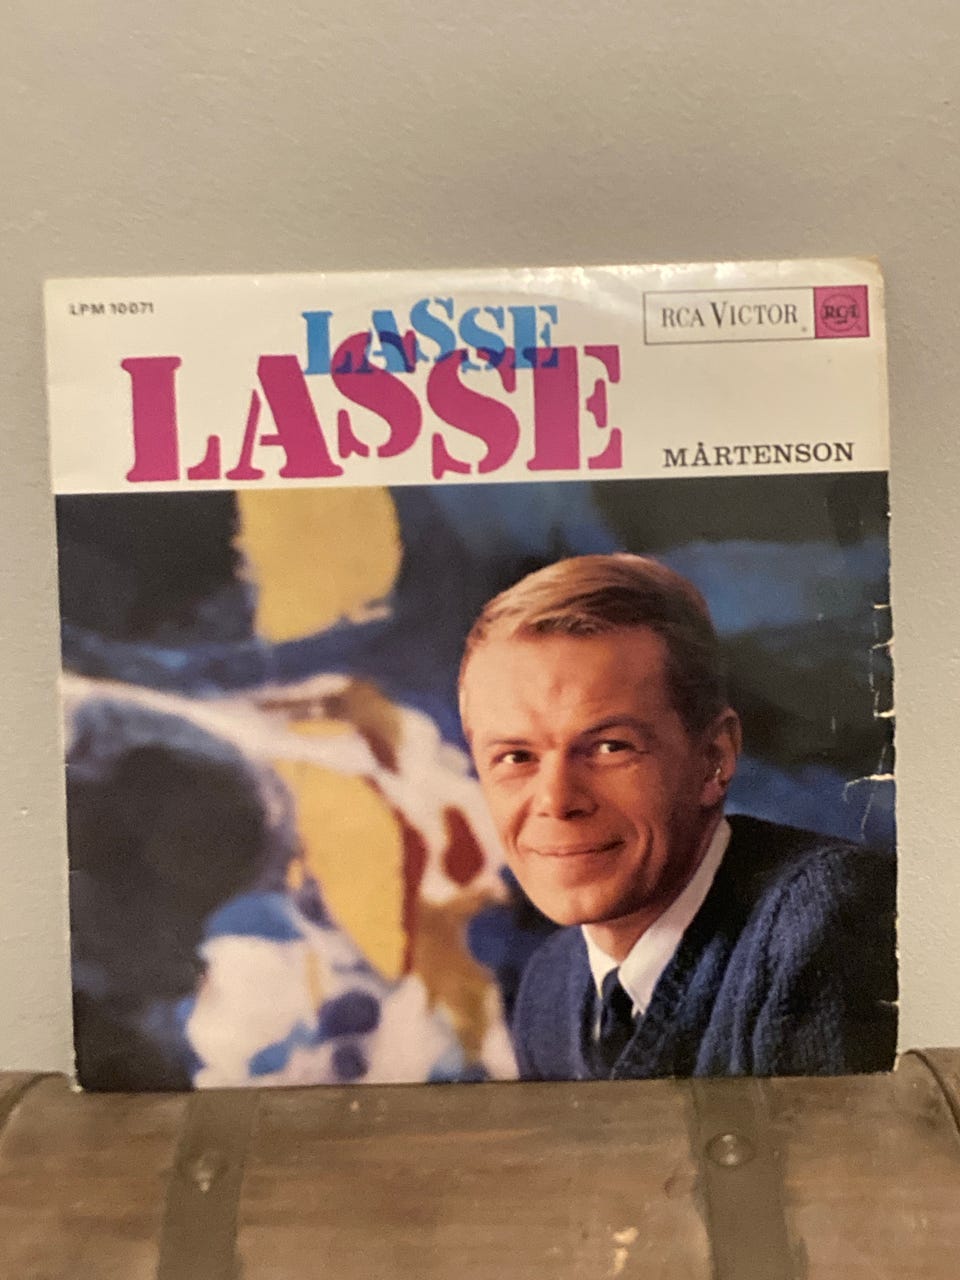 LPM 10071
LASSE
LASSE
RCA VICTOR
RCA
MÅRTENSON